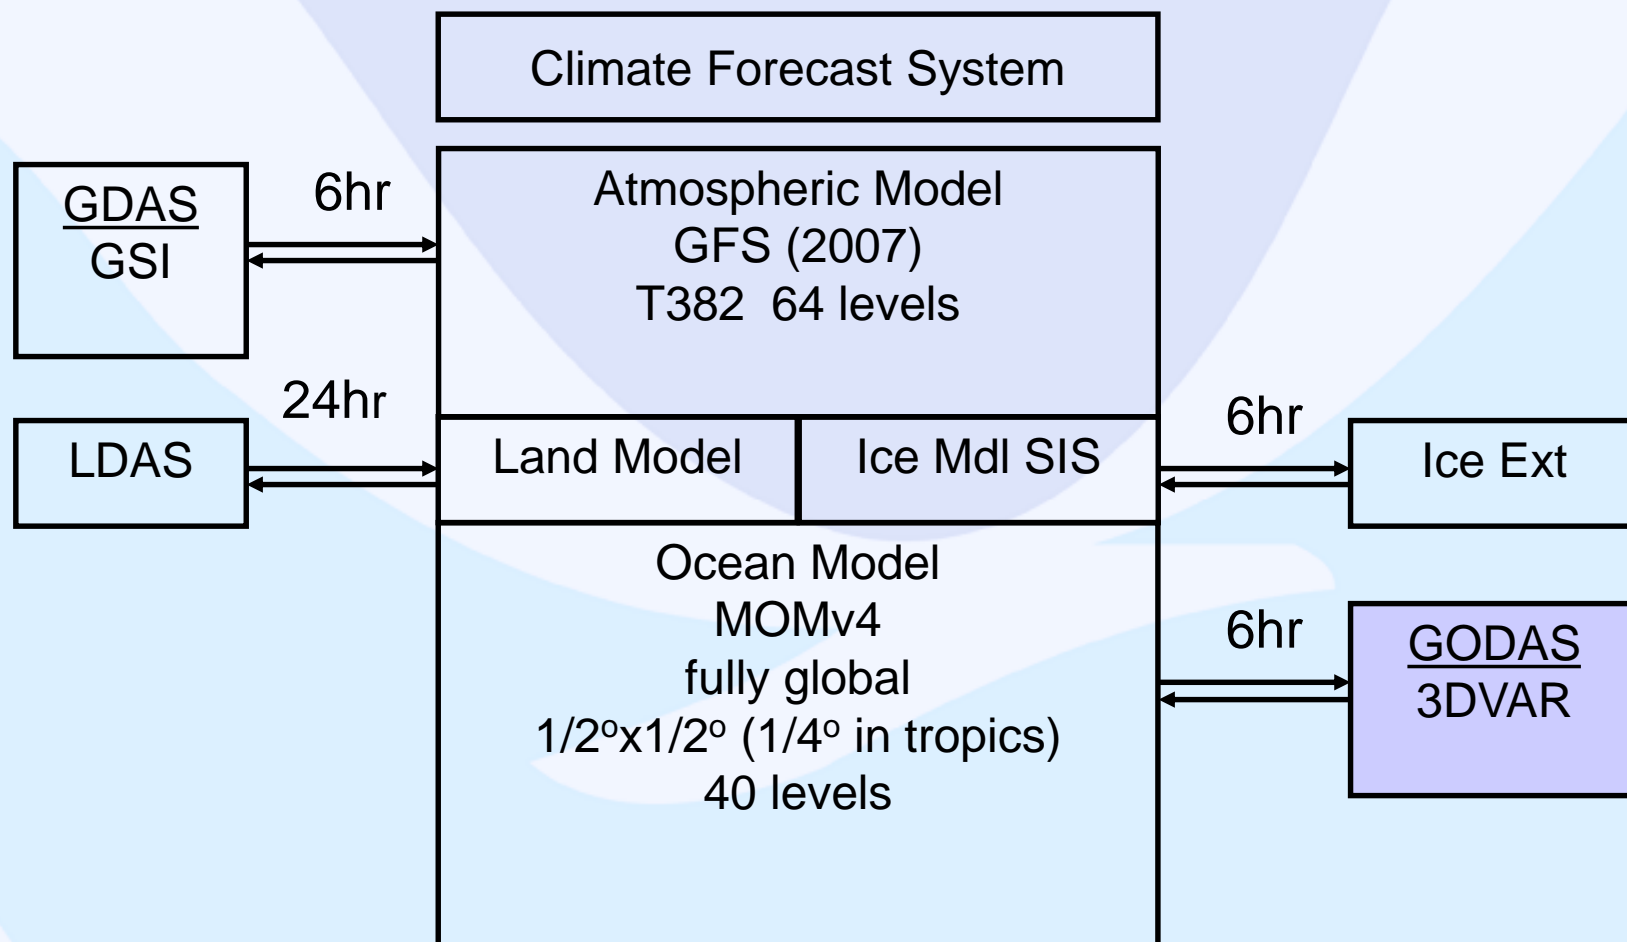 Climate Forecast System
GDAS
GSI
6hr
Atmospheric Model
GFS (2007)
T382  64 levels
24hr
LDAS
Land Model
Ice Mdl SIS
6hr
Ice Ext
Ocean Model
MOMv4
fully global
1/2ºx1/2º (1/4º in tropics)
40 levels
6hr
GODAS
3DVAR